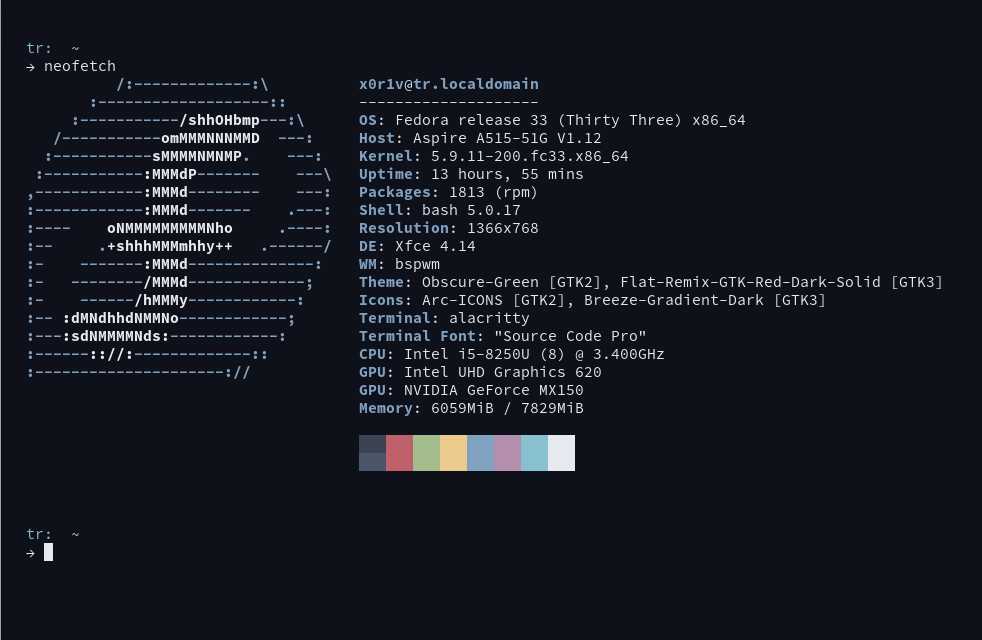 tr:  ~
→ neofetch
          /:-------------:\          x0r1v@tr.localdomain
       :-------------------::        --------------------
     :-----------/shhOHbmp---:\      OS: Fedora release 33 (Thirty Three) x86_64
   /-----------omMMMNNNMMD  ---:     Host: Aspire A515-51G V1.12
  :-----------sMMMMNMNMP.    ---:    Kernel: 5.9.11-200.fc33.x86_64
 :-----------:MMMdP-------    ---\   Uptime: 13 hours, 55 mins
,------------:MMMd--------    ---:   Packages: 1813 (rpm)
:------------:MMMd-------    .---:   Shell: bash 5.0.17
:----    oNMMMMMMMMMNho     .----:   Resolution: 1366x768
:--     .+shhhMMMmhhy++   .------/   DE: Xfce 4.14
:-    -------:MMMd--------------:    WM: bspwm
:-   --------/MMMd-------------;     Theme: Obscure-Green [GTK2], Flat-Remix-GTK-Red-Dark-Solid [GTK3]
:-    ------/hMMMy------------:      Icons: Arc-ICONS [GTK2], Breeze-Gradient-Dark [GTK3]
:-- :dMNdhhdNMMNo------------;       Terminal: alacritty
:---:sdNMMMMNds:------------:        Terminal Font: "Source Code Pro"
:------:://:-------------::          CPU: Intel i5-8250U (8) @ 3.400GHz
:---------------------://            GPU: Intel UHD Graphics 620
                                     GPU: NVIDIA GeForce MX150
                                     Memory: 6059MiB / 7829MiB
tr:  ~
→